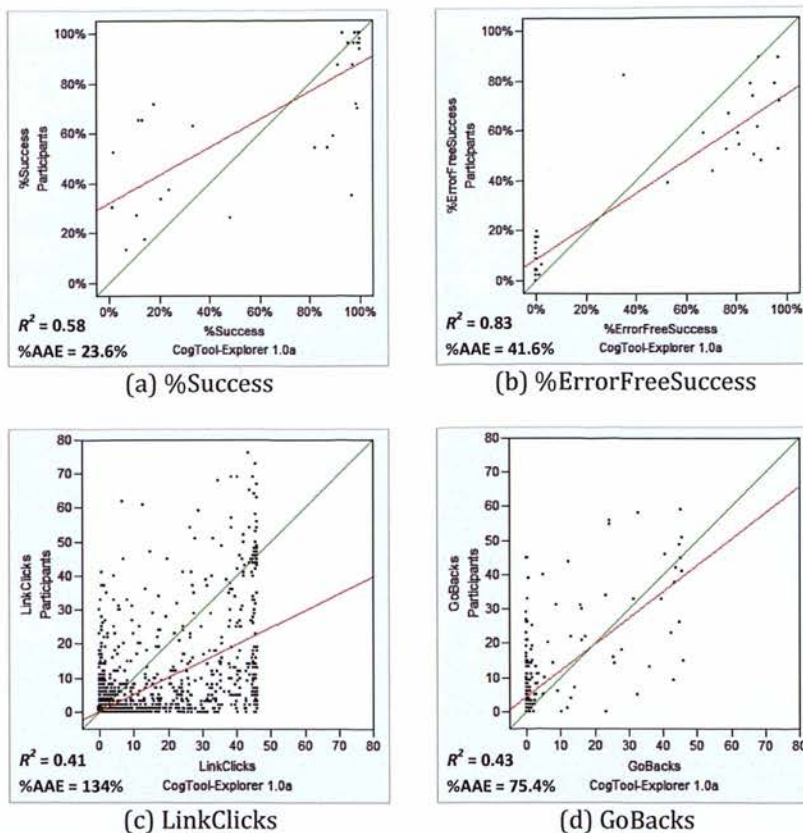 100%
80%
60%
40%
20%
0%
%Success
Participants
0%
20%
40%
60%
80%
100%
%Success
R² = 0.58
%AAE = 23.6%
CogTool-Explorer 1.0a
(a) %Success
100%
80%
60%
40%
20%
0%
%ErrorFreeSuccess
Participants
0%
20%
40%
60%
80%
100%
%ErrorFreeSuccess
R² = 0.83
%AAE = 41.6%
CogTool-Explorer 1.0a
(b) %ErrorFreeSuccess
80
70
60
50
40
30
20
10
0
LinkClicks
Participants
0 10 20 30 40 50 60 70 80
LinkClicks
R² = 0.41
%AAE = 134%
CogTool-Explorer 1.0a
(c) LinkClicks
80
70
60
50
40
30
20
10
0
GoBacks
Participants
0 10 20 30 40 50 60 70 80
GoBacks
R² = 0.43
%AAE = 75.4%
CogTool-Explorer 1.0a
(d) GoBacks